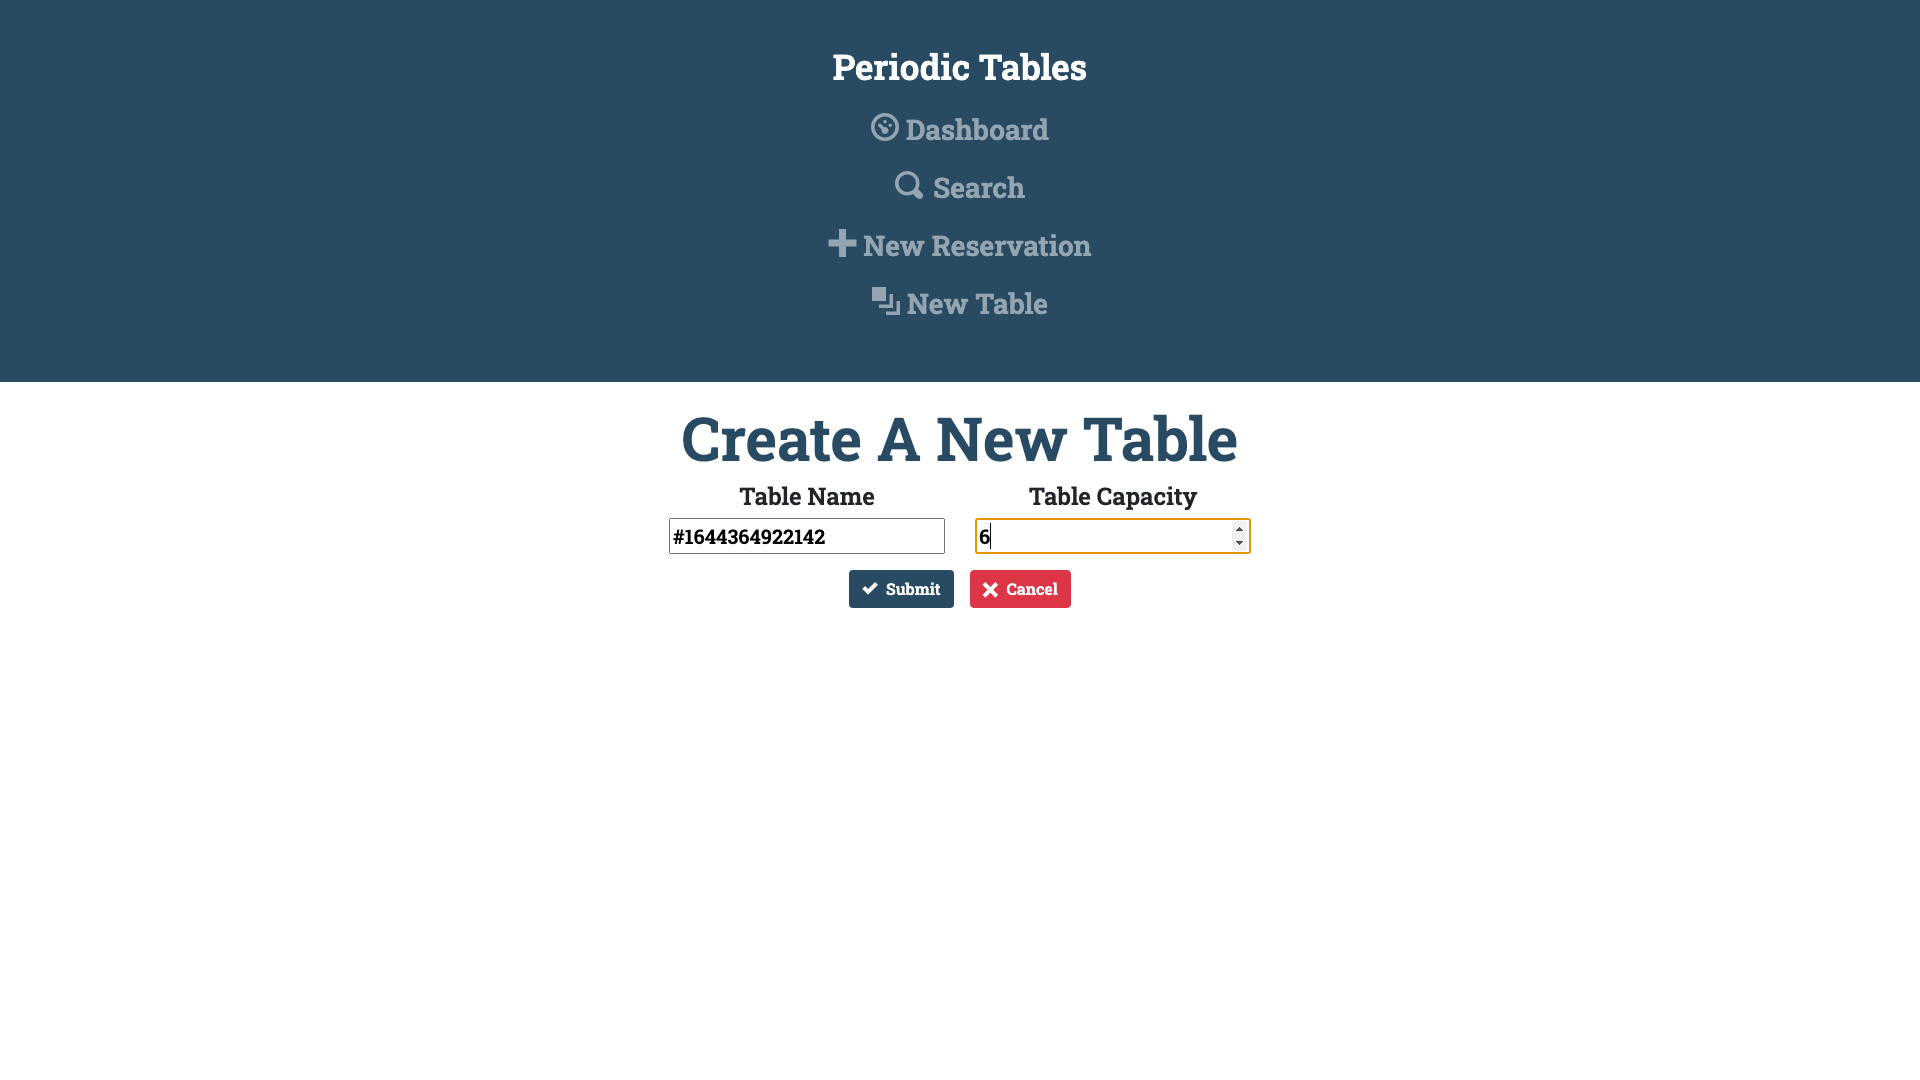 Periodic Tables
Dashboard
Search
New Reservation
New Table
Create A New Table
Table Name
Table Capacity
#1644364922142
6
Submit
Cancel